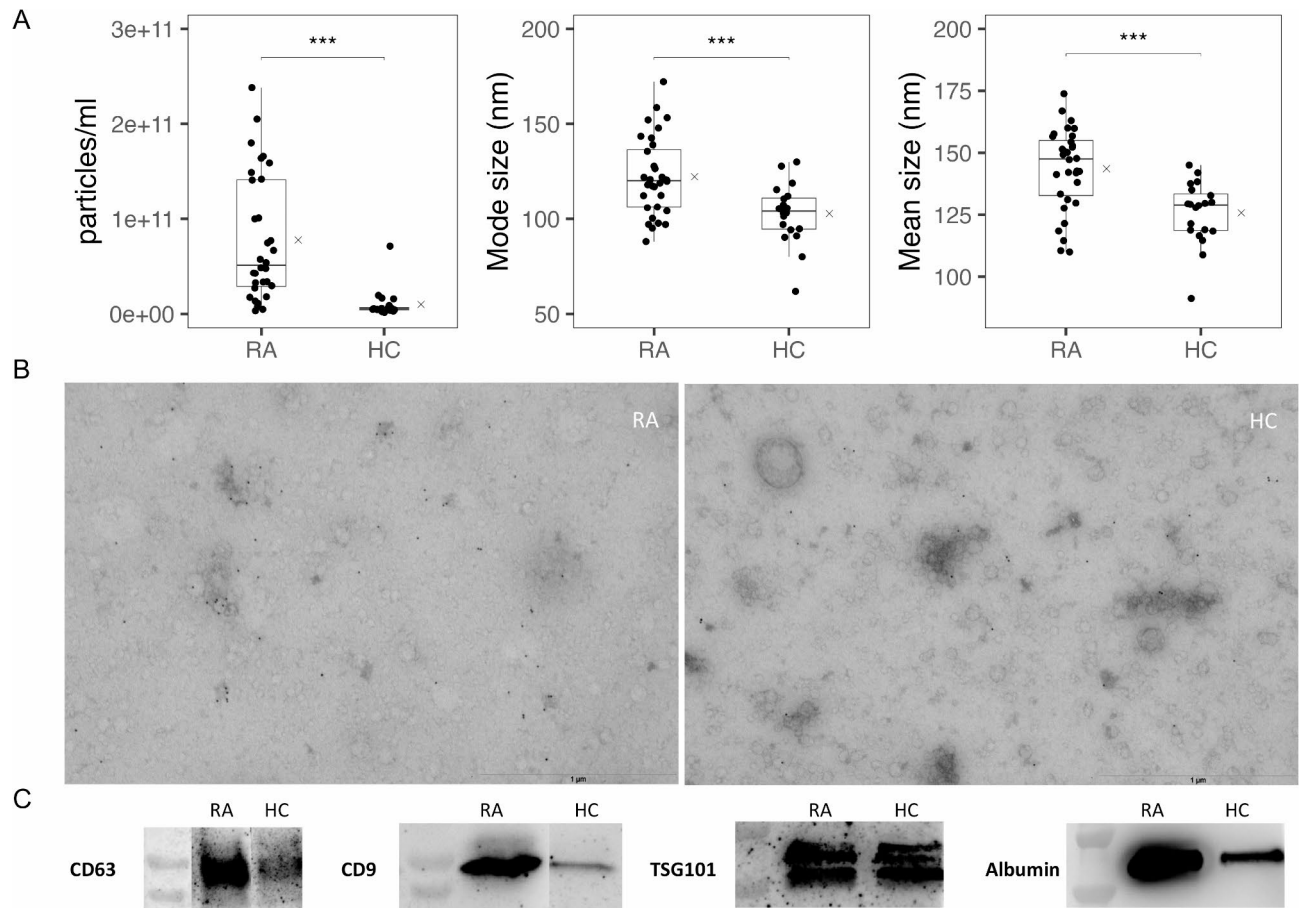 A
particles/ml
3e+11
2e+11
1e+11
0e+00
***
×
×
RA
HC
Mode size (nm)
200
150
100
50
***
×
×
RA
HC
Mean size (nm)
200
175
150
125
100
***
×
×
RA
HC
B
RA
1 µm
HC
1 µm
C
RA HC
CD63
RA HC
CD9
RA HC
TSG101
RA HC
Albumin